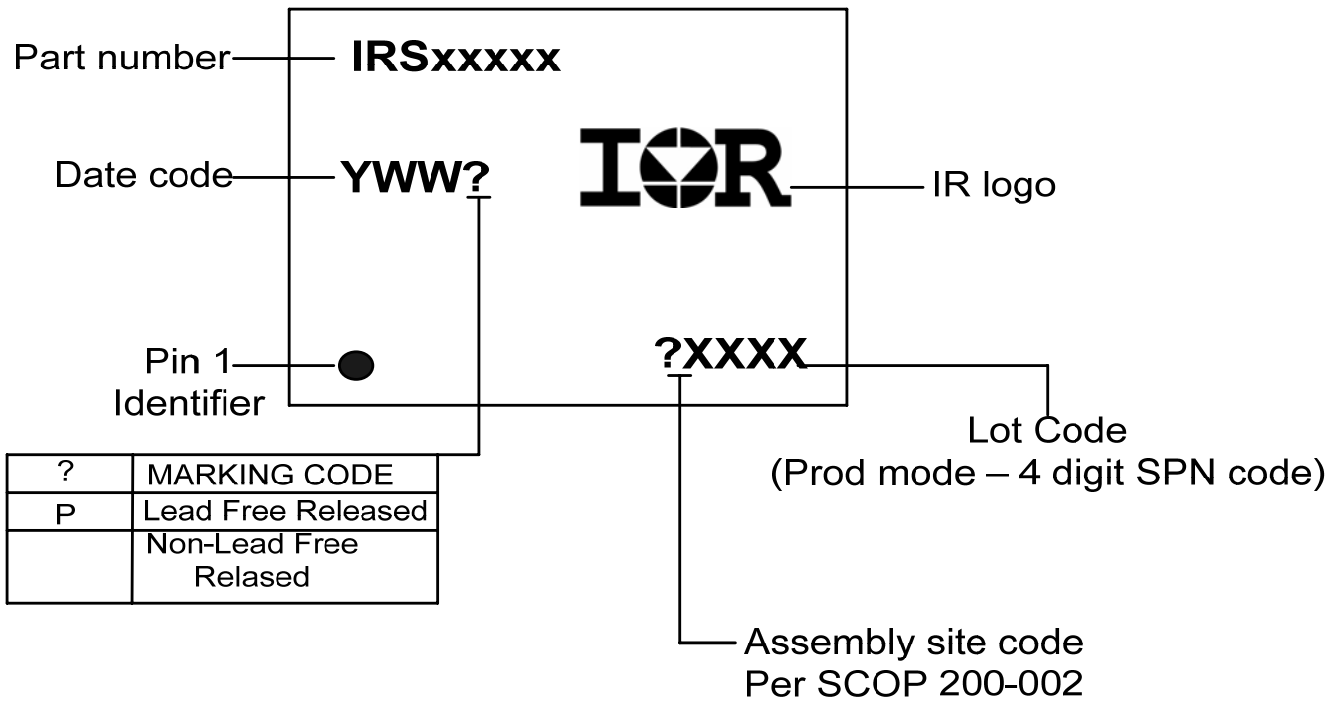 Part number
IRSxxxxx
Date code
YWW?
IOR
IR logo
Pin 1
Identifier
?XXXX
Lot Code
(Prod mode – 4 digit SPN code)
? MARKING CODE
P Lead Free Released
Non-Lead Free
Relased
Assembly site code
Per SCOP 200-002